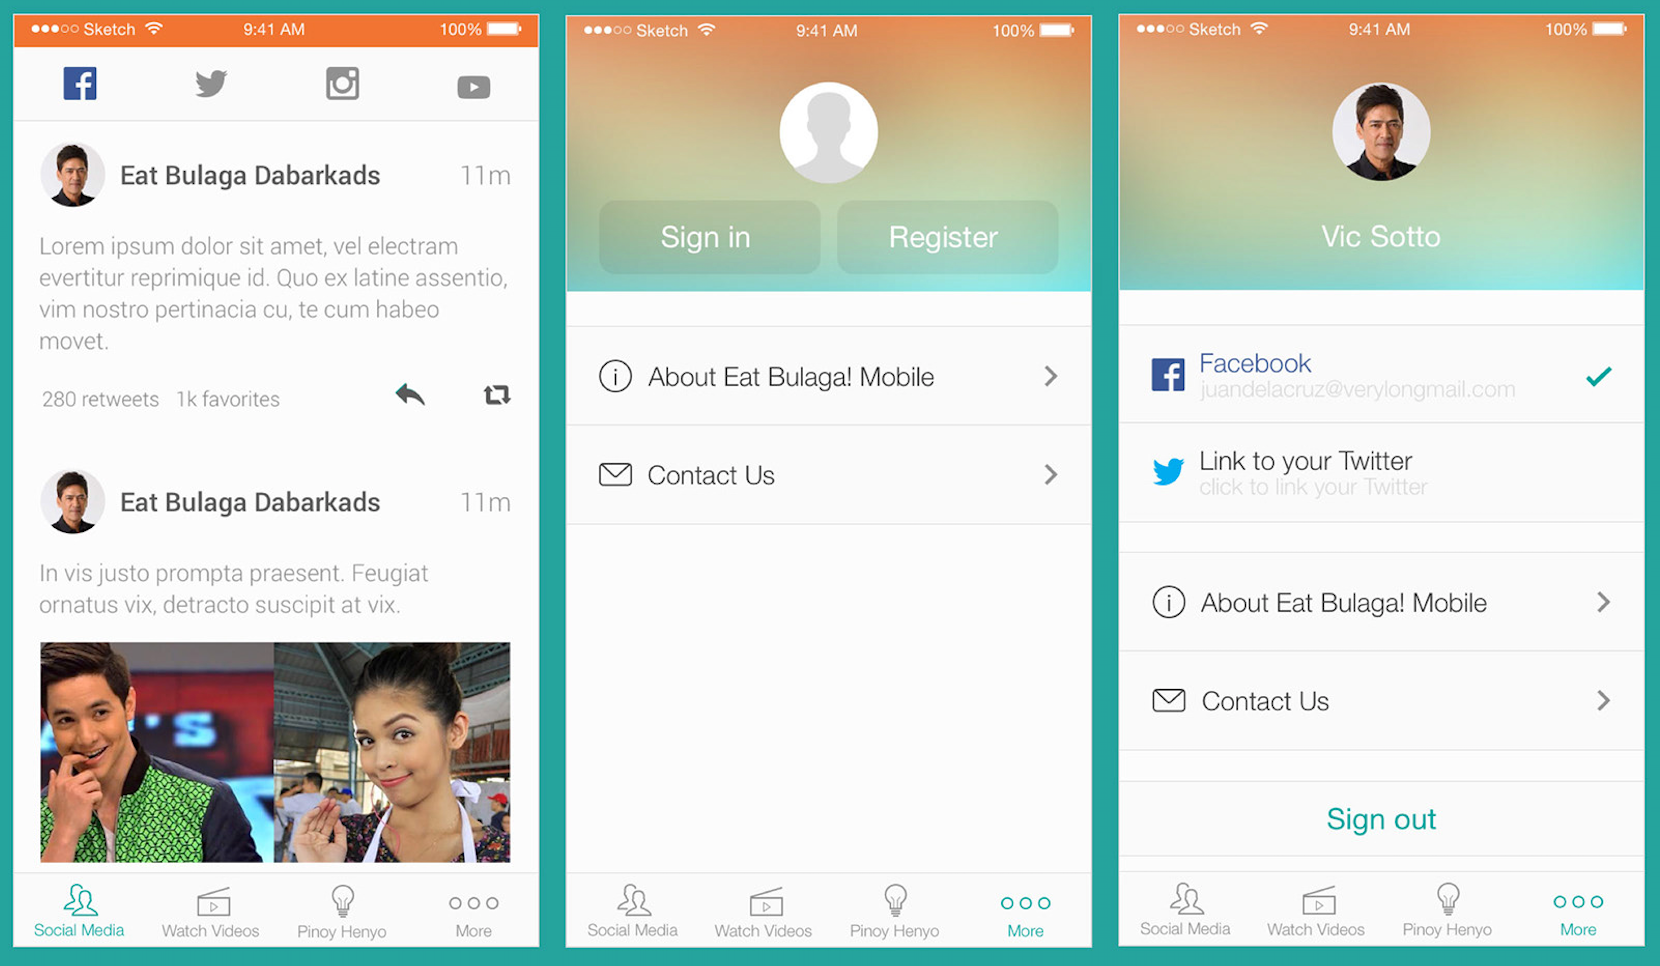 Sketch 9:41 AM 100%
Eat Bulaga Dabarkads 11m
Lorem ipsum dolor sit amet, vel electram
evertitur reprimique id. Quo ex latine assentio,
vim nostro pertinacia cu, te cum habeo
movet.
280 retweets 1k favorites
Eat Bulaga Dabarkads 11m
In vis justo prompta praesent. Feugiat
ornatus vix, detracto suscipit at vix.
Social Media Watch Videos Pinoy Henyo More
Sketch 9:41 AM 100%
Sign in Register
About Eat Bulaga! Mobile
Contact Us
Social Media Watch Videos Pinoy Henyo More
Sketch 9:41 AM 100%
Vic Sotto
Facebook
juandelacruz@verylongmail.com
Link to your Twitter
click to link your Twitter
About Eat Bulaga! Mobile
Contact Us
Sign out
Social Media Watch Videos Pinoy Henyo More